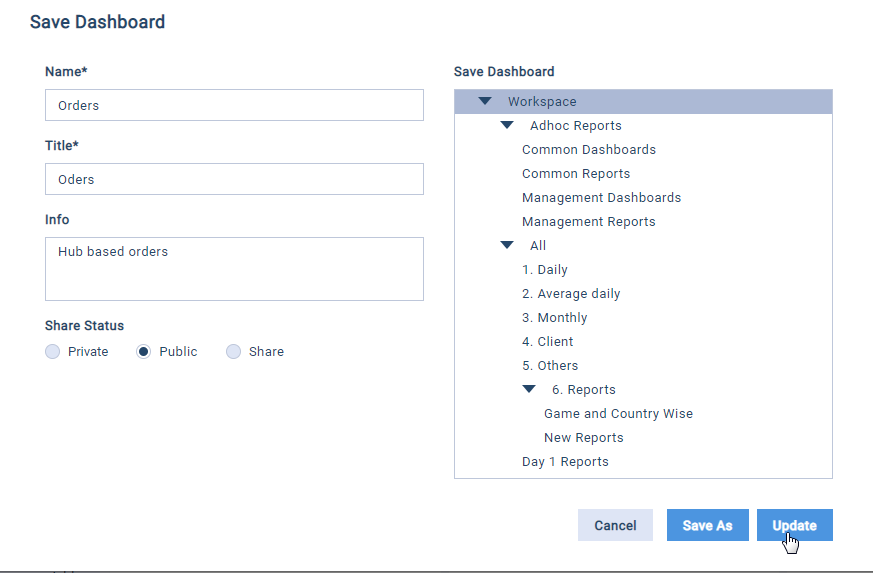 Save Dashboard
Name*
Orders
Title*
Oders
Info
Hub based orders
Share Status
Private Public Share
Save Dashboard
Workspace
Adhoc Reports
Common Dashboards
Common Reports
Management Dashboards
Management Reports
All
1. Daily
2. Average daily
3. Monthly
4. Client
5. Others
6. Reports
Game and Country Wise
New Reports
Day 1 Reports
Cancel Save As Update